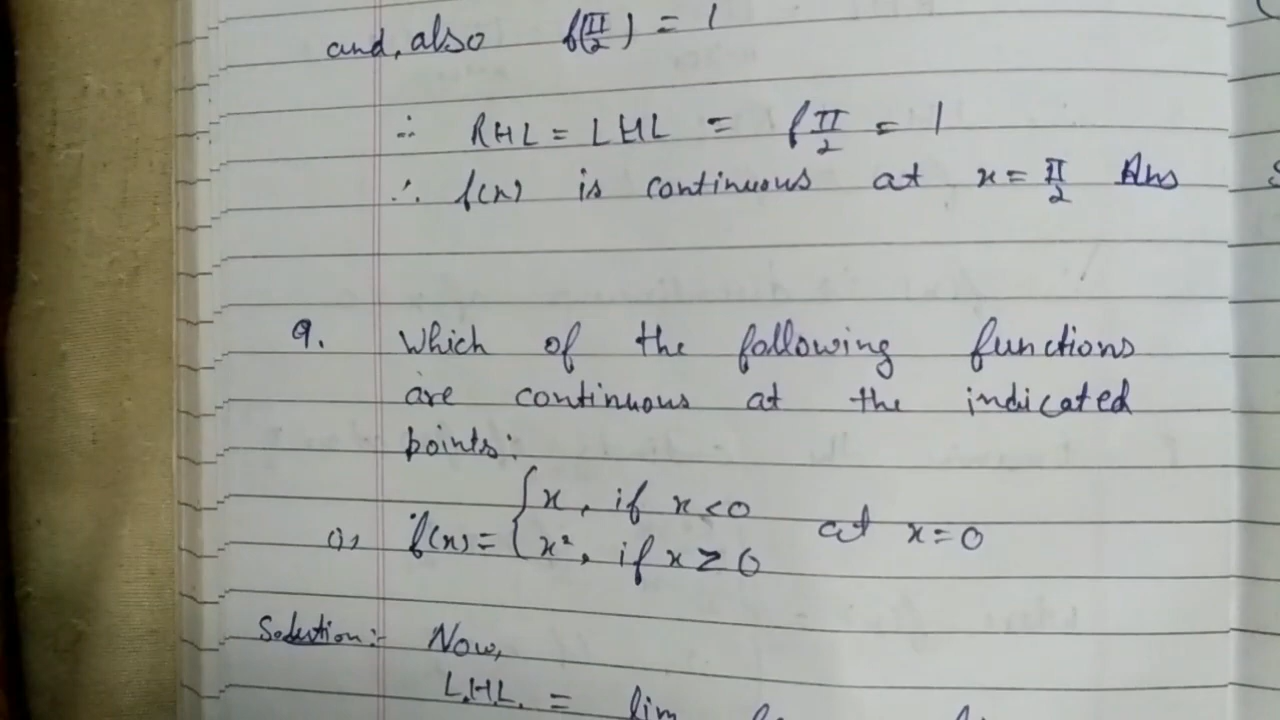 and, also f(π/2) = 1
∴ RHL = LHL = f π/2 = 1
∴ f(x) is continuous at x = π/2 Ans
Q. Which of the following functions
are continuous at the indicated
points:
(i) f(x) = { x, if x < 0
x², if x ≥ 0 at x = 0
Solution:- Now,
L.H.L. = lim